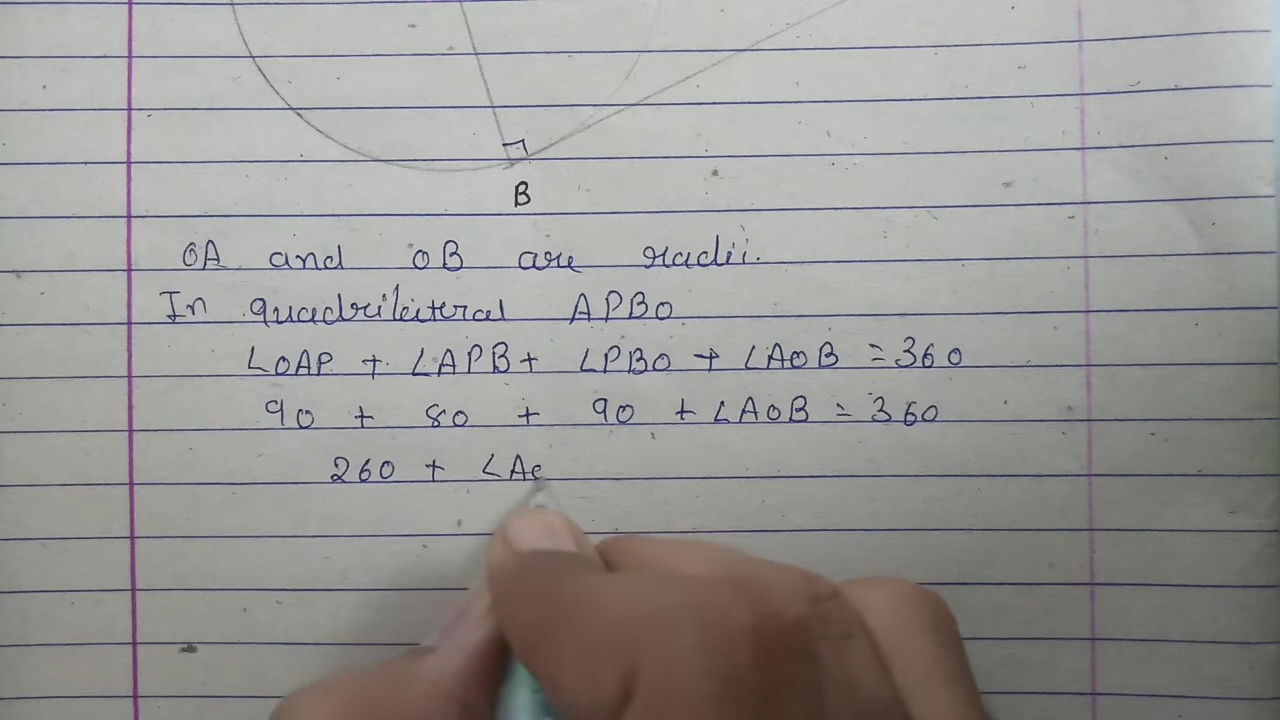 B
OA and OB are radii.
In quadrilateral APBO
∠OAP + ∠APB + ∠PBO + ∠AOB = 360
90 + 80 + 90 + ∠AOB = 360
260 + ∠Ao